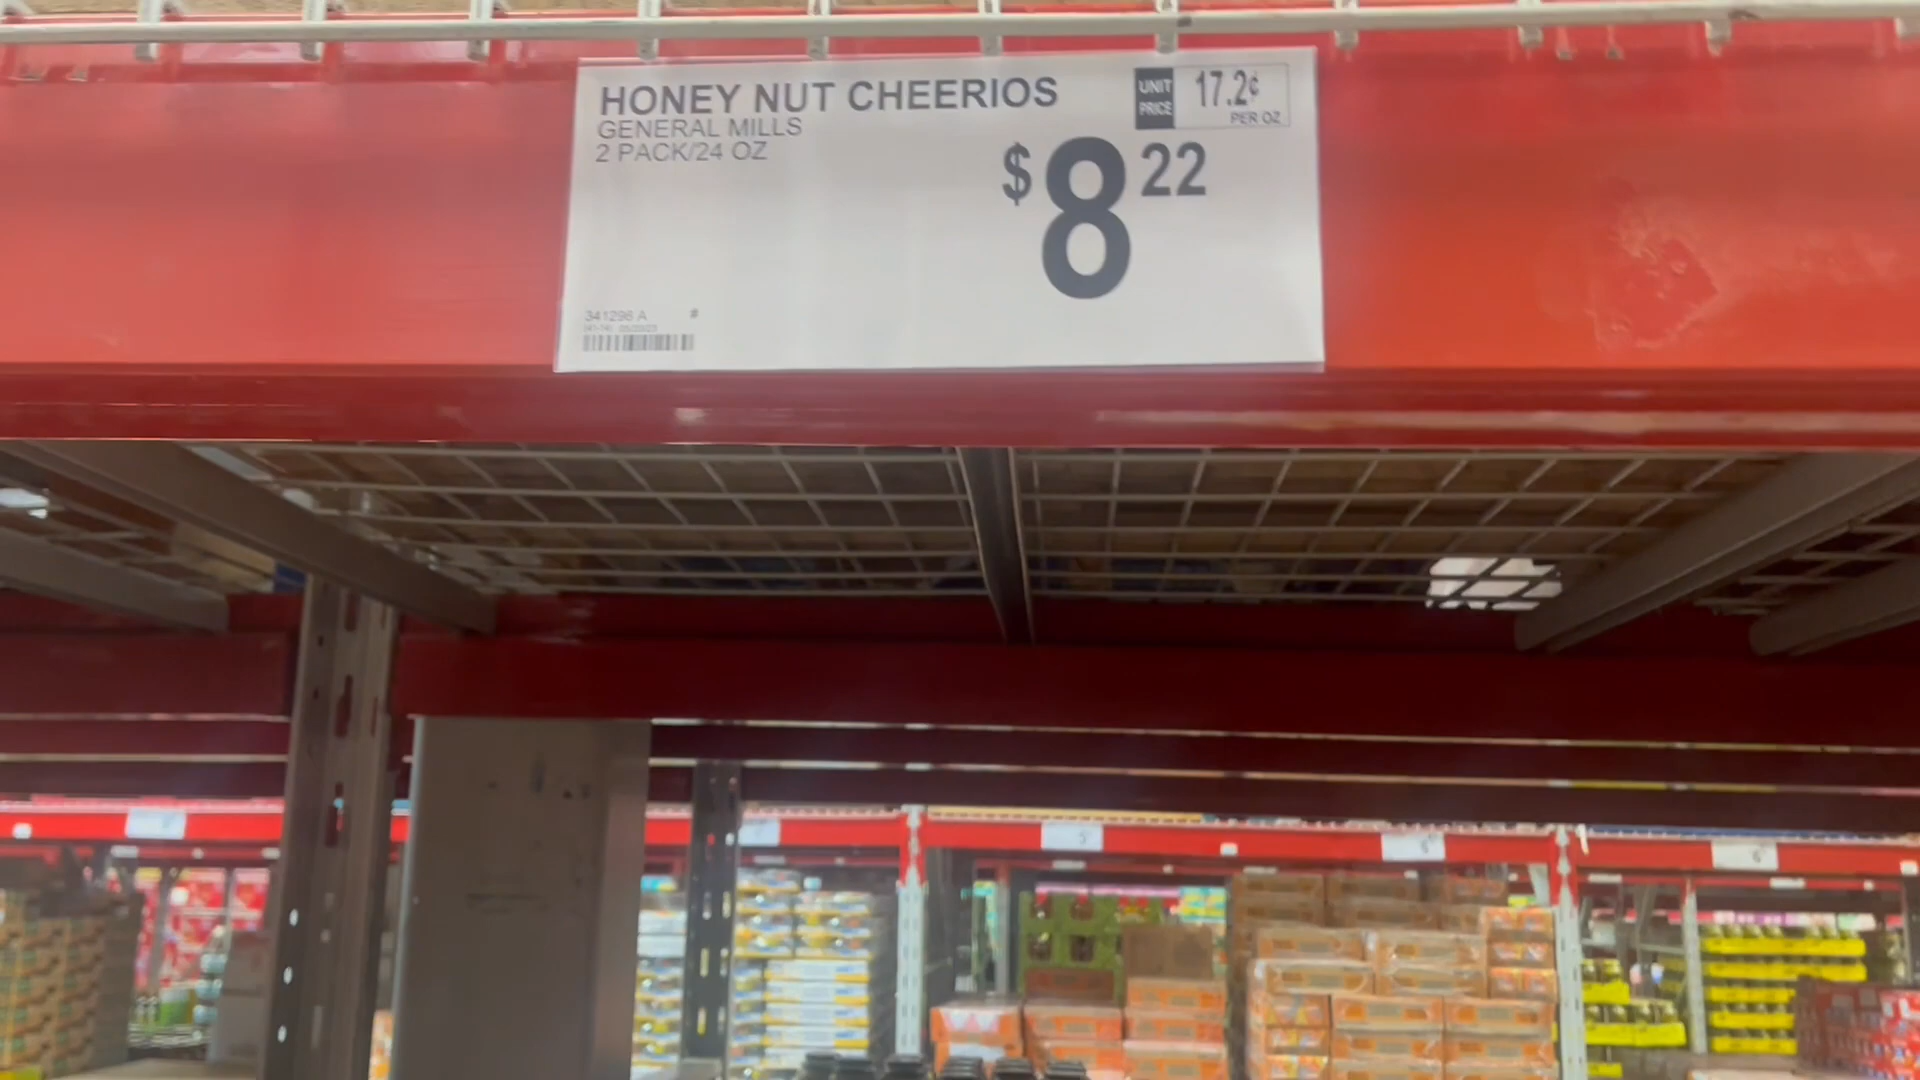 HONEY NUT CHEERIOS
GENERAL MILLS
2 PACK/24 OZ
UNIT
PRICE
17.2¢
PER OZ
$8 22
341296 A #